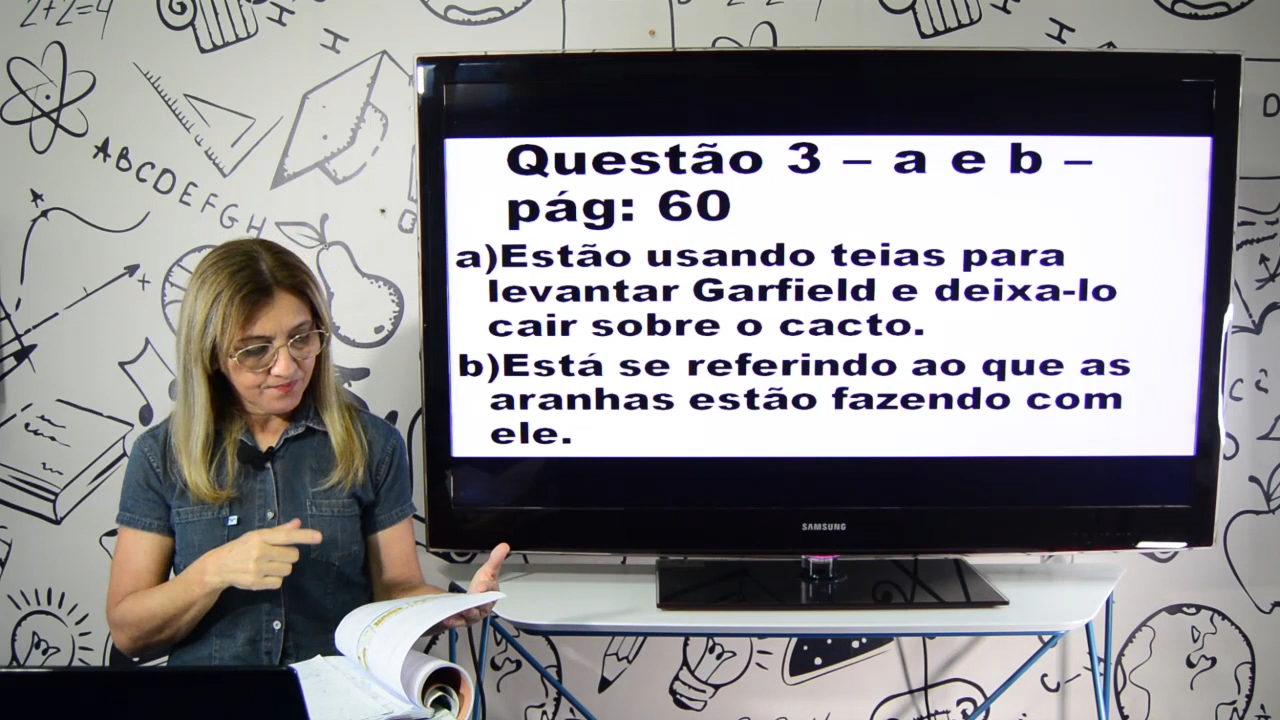 2+2=4
ABCDEFGH
Questão 3 – a e b –
pág: 60
a)Estão usando teias para
levantar Garfield e deixa-lo
cair sobre o cacto.
b)Está se referindo ao que as
aranhas estão fazendo com
ele.
SAMSUNG